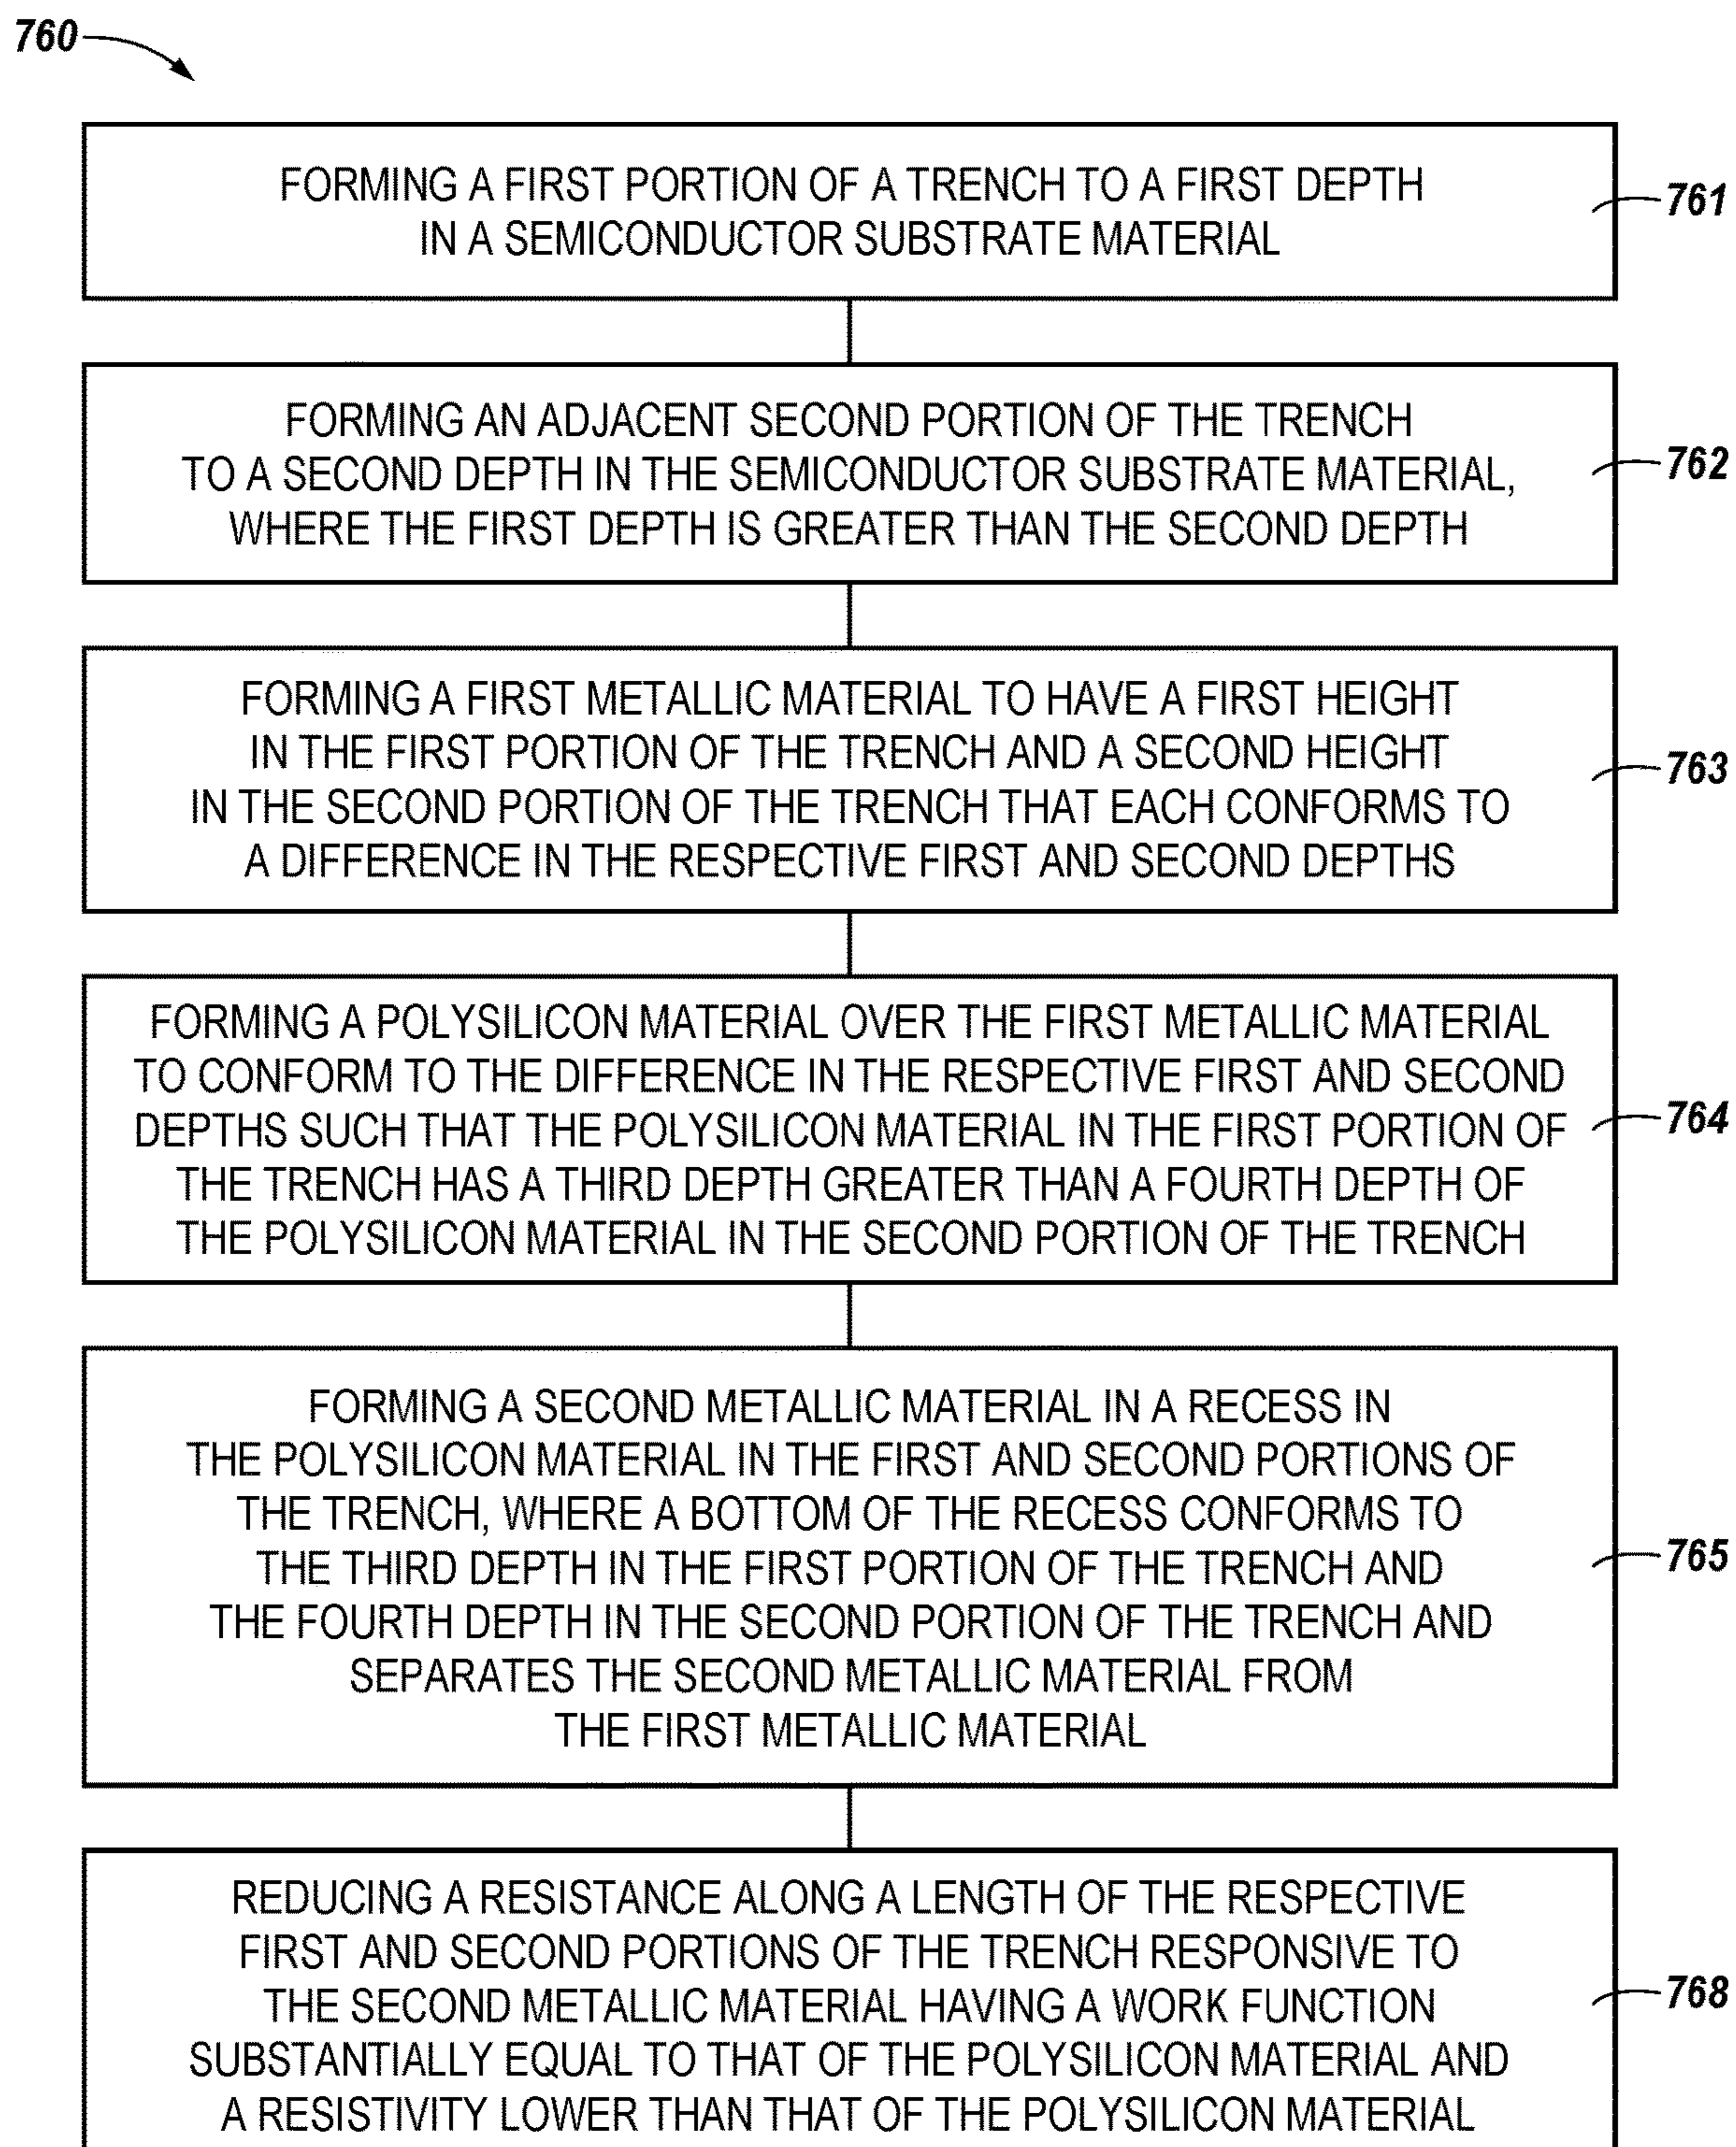 760
FORMING A FIRST PORTION OF A TRENCH TO A FIRST DEPTH
IN A SEMICONDUCTOR SUBSTRATE MATERIAL
761
FORMING AN ADJACENT SECOND PORTION OF THE TRENCH
TO A SECOND DEPTH IN THE SEMICONDUCTOR SUBSTRATE MATERIAL,
WHERE THE FIRST DEPTH IS GREATER THAN THE SECOND DEPTH
762
FORMING A FIRST METALLIC MATERIAL TO HAVE A FIRST HEIGHT
IN THE FIRST PORTION OF THE TRENCH AND A SECOND HEIGHT
IN THE SECOND PORTION OF THE TRENCH THAT EACH CONFORMS TO
A DIFFERENCE IN THE RESPECTIVE FIRST AND SECOND DEPTHS
763
FORMING A POLYSILICON MATERIAL OVER THE FIRST METALLIC MATERIAL
TO CONFORM TO THE DIFFERENCE IN THE RESPECTIVE FIRST AND SECOND
DEPTHS SUCH THAT THE POLYSILICON MATERIAL IN THE FIRST PORTION OF
THE TRENCH HAS A THIRD DEPTH GREATER THAN A FOURTH DEPTH OF
THE POLYSILICON MATERIAL IN THE SECOND PORTION OF THE TRENCH
764
FORMING A SECOND METALLIC MATERIAL IN A RECESS IN
THE POLYSILICON MATERIAL IN THE FIRST AND SECOND PORTIONS OF
THE TRENCH, WHERE A BOTTOM OF THE RECESS CONFORMS TO
THE THIRD DEPTH IN THE FIRST PORTION OF THE TRENCH AND
THE FOURTH DEPTH IN THE SECOND PORTION OF THE TRENCH AND
SEPARATES THE SECOND METALLIC MATERIAL FROM
THE FIRST METALLIC MATERIAL
765
REDUCING A RESISTANCE ALONG A LENGTH OF THE RESPECTIVE
FIRST AND SECOND PORTIONS OF THE TRENCH RESPONSIVE TO
THE SECOND METALLIC MATERIAL HAVING A WORK FUNCTION
SUBSTANTIALLY EQUAL TO THAT OF THE POLYSILICON MATERIAL AND
A RESISTIVITY LOWER THAN THAT OF THE POLYSILICON MATERIAL
768